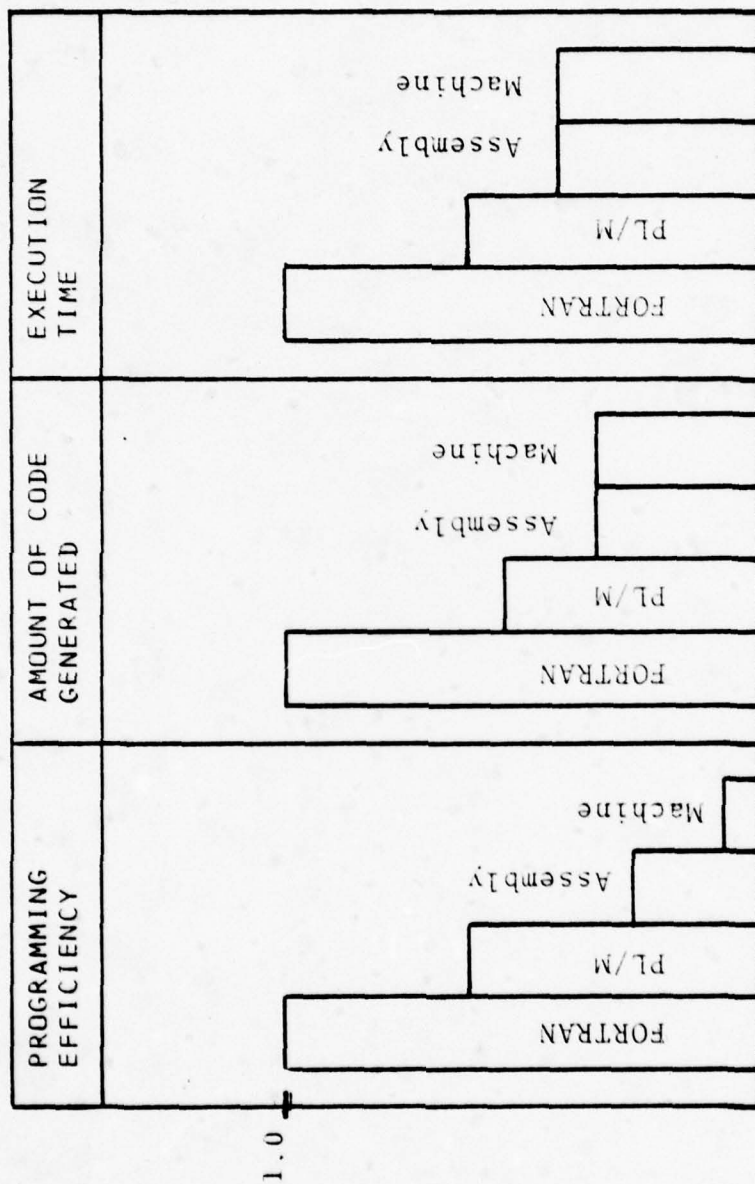 PROGRAMMING
EFFICIENCY
AMOUNT OF CODE
GENERATED
EXECUTION
TIME
1.0
FORTRAN
PL/M
Assembly
Machine
FORTRAN
PL/M
Assembly
Machine
FORTRAN
PL/M
Assembly
Machine